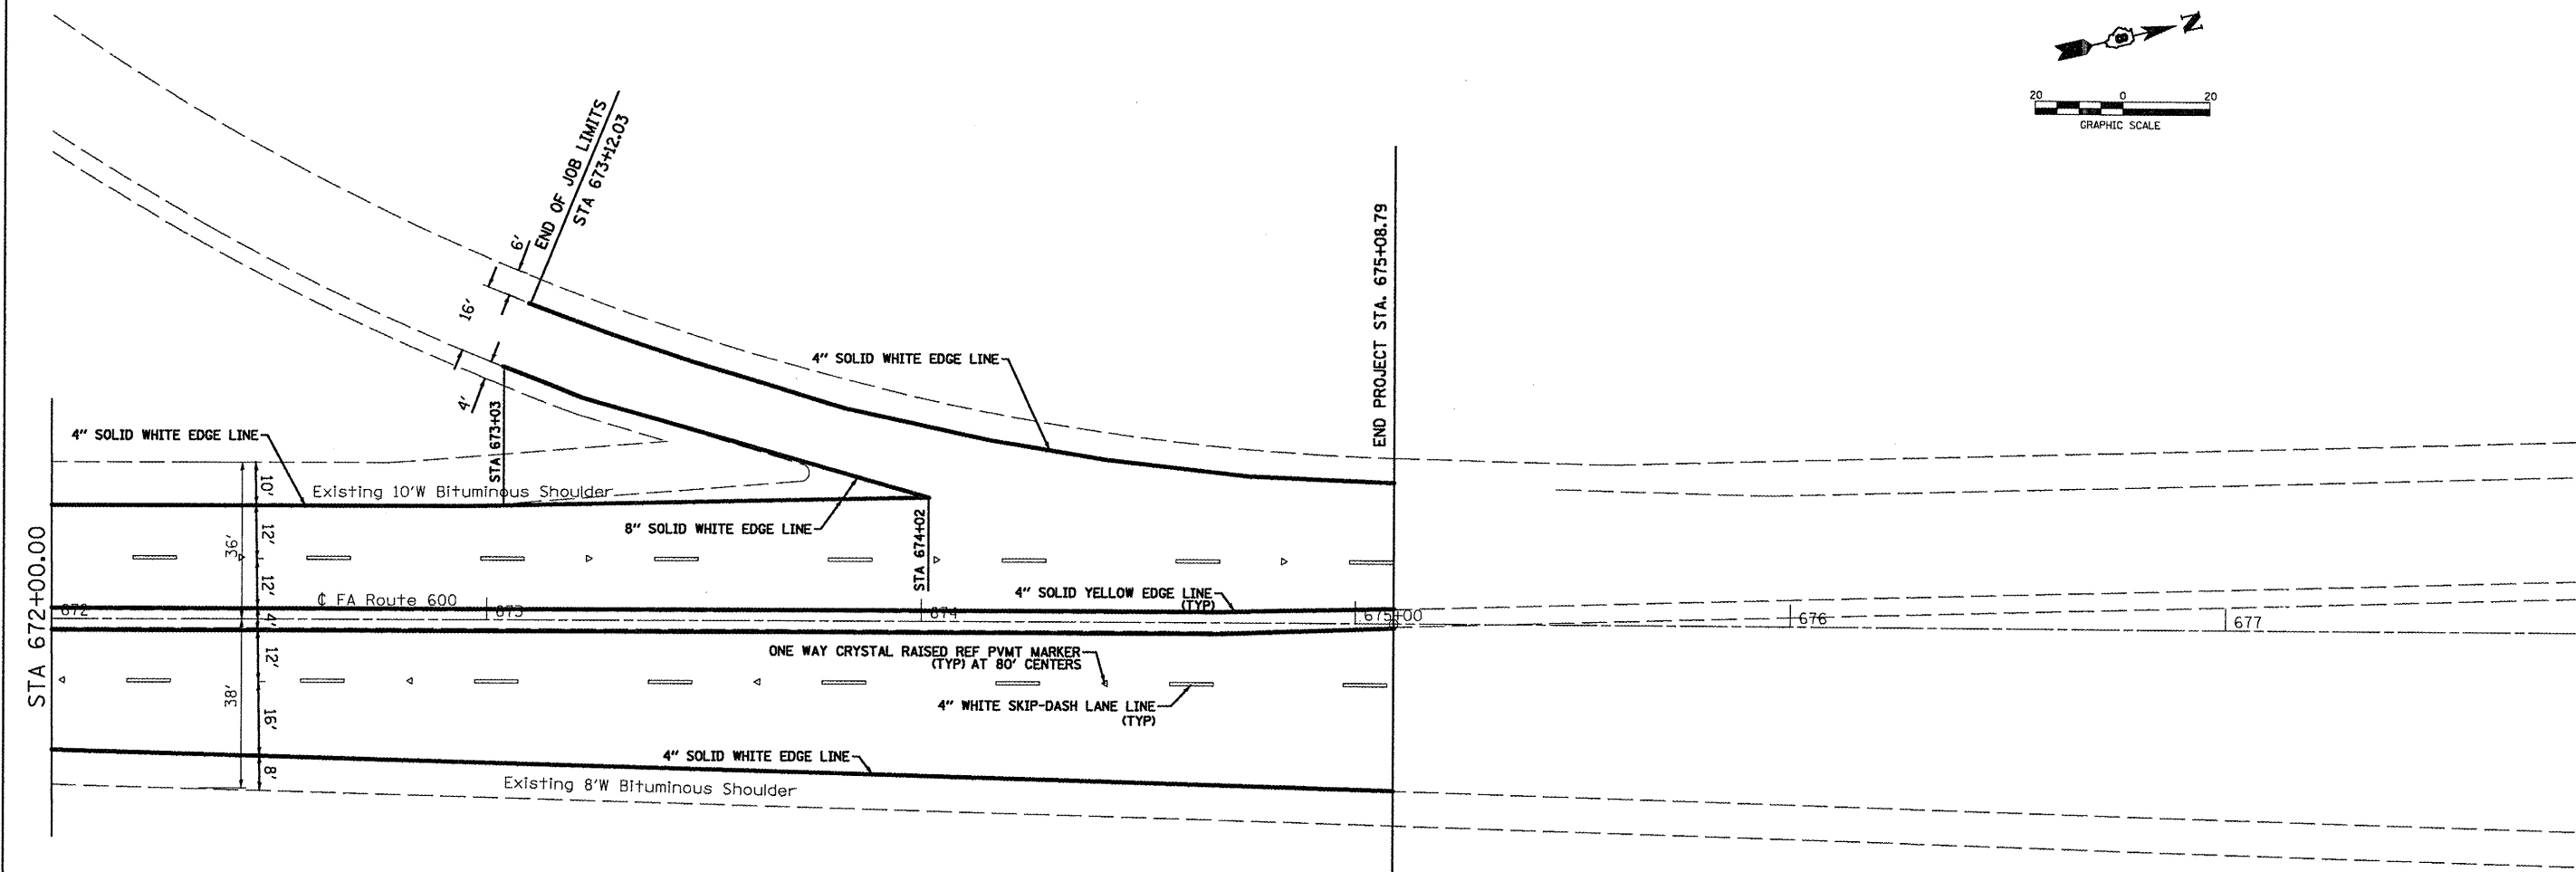 N
8
20 0 20
GRAPHIC SCALE
END OF JOB LIMITS
STA 673+12.03
6'
16'
4'
END PROJECT STA. 675+08.79
4" SOLID WHITE EDGE LINE
4" SOLID WHITE EDGE LINE
STA 673+03
10'
Existing 10'W Bituminous Shoulder
8" SOLID WHITE EDGE LINE
STA 674+02
STA 672+00.00
36'
12'
12'
4'
12'
38'
16'
8'
℄ FA Route 600
4" SOLID YELLOW EDGE LINE
(TYP)
672
673
674
675+00
676
677
ONE WAY CRYSTAL RAISED REF PVMT MARKER
(TYP) AT 80' CENTERS
4" WHITE SKIP-DASH LANE LINE
(TYP)
4" SOLID WHITE EDGE LINE
Existing 8'W Bituminous Shoulder